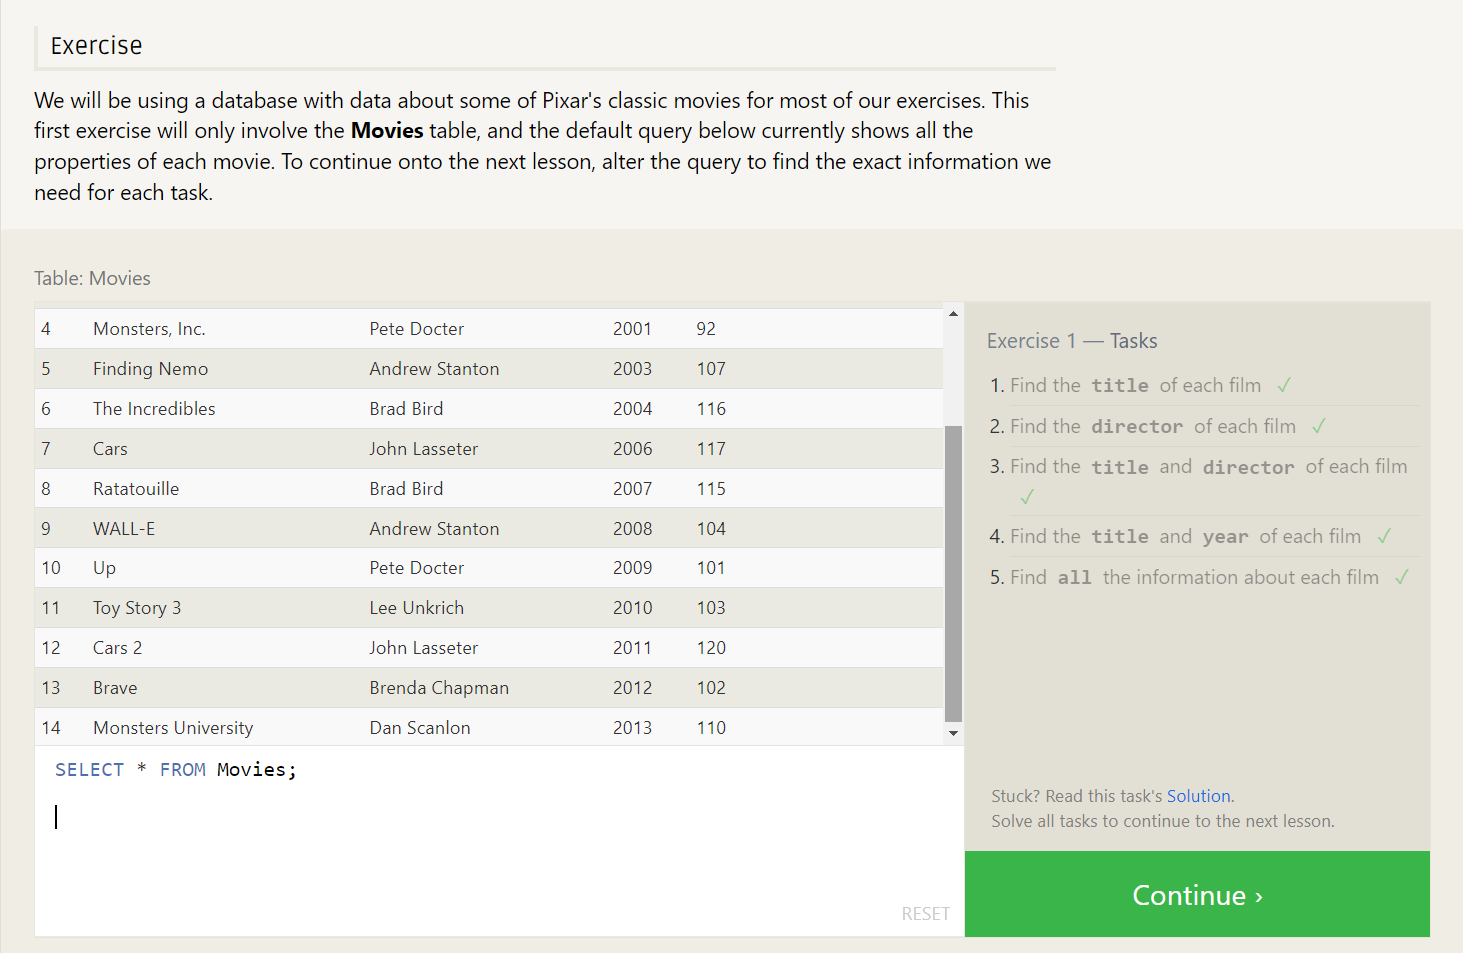 Exercise
We will be using a database with data about some of Pixar's classic movies for most of our exercises. This
first exercise will only involve the Movies table, and the default query below currently shows all the
properties of each movie. To continue onto the next lesson, alter the query to find the exact information we
need for each task.
Table: Movies
4 Monsters, Inc. Pete Docter 2001 92
5 Finding Nemo Andrew Stanton 2003 107
6 The Incredibles Brad Bird 2004 116
7 Cars John Lasseter 2006 117
8 Ratatouille Brad Bird 2007 115
9 WALL-E Andrew Stanton 2008 104
10 Up Pete Docter 2009 101
11 Toy Story 3 Lee Unkrich 2010 103
12 Cars 2 John Lasseter 2011 120
13 Brave Brenda Chapman 2012 102
14 Monsters University Dan Scanlon 2013 110
SELECT * FROM Movies;
RESET
Exercise 1 — Tasks
1. Find the title of each film ✓
2. Find the director of each film ✓
3. Find the title and director of each film
✓
4. Find the title and year of each film ✓
5. Find all the information about each film ✓
Stuck? Read this task's Solution.
Solve all tasks to continue to the next lesson.
Continue ›